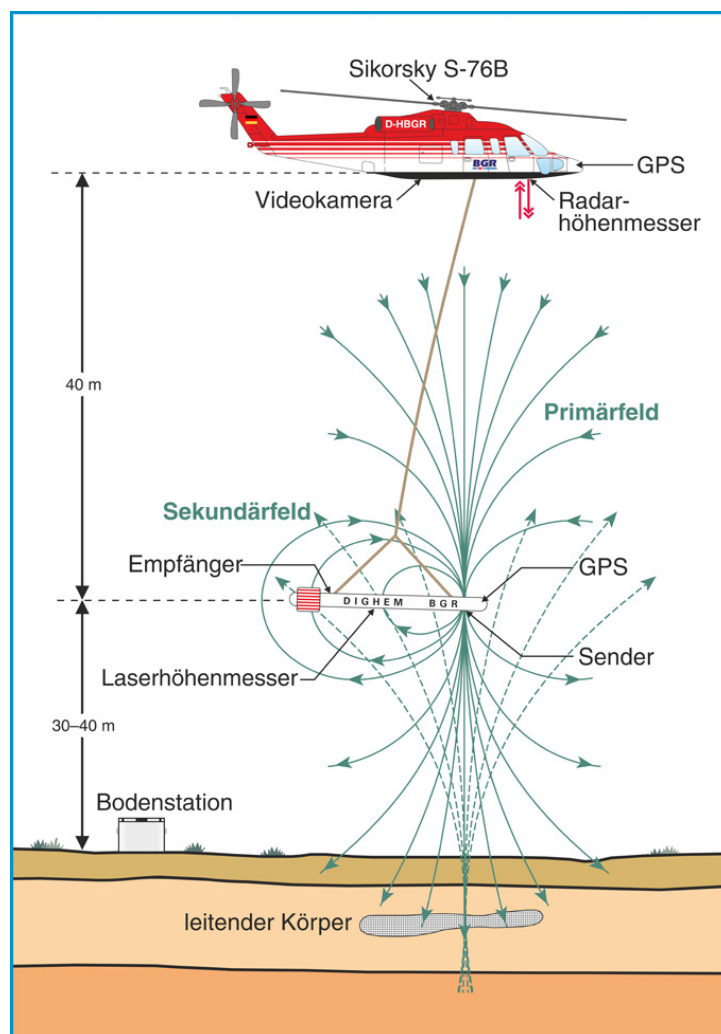 Sikorsky S-76B
D-HBGR
BGR
GPS
Videokamera
Radar-
höhenmesser
40 m
Primärfeld
Sekundärfeld
Empfänger
GPS
DIGHEM BGR
Laserhöhenmesser
Sender
30–40 m
Bodenstation
leitender Körper